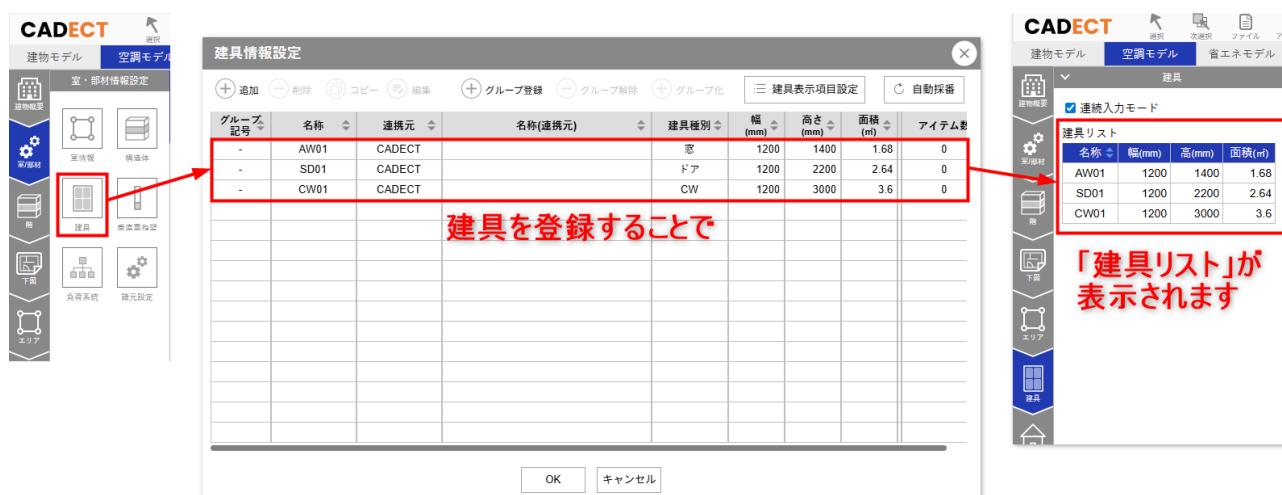 CADECT
選択
建物モデル
空調モデル
室・部材情報設定
建物概要
室/部材
階
下図
エリア
室情報
構造体
建具
垂直重ね壁
負荷系統
諸元設定
建具情報設定
追加 削除 コピー 編集 グループ登録 グループ解除 グループ化 建具表示項目設定 自動採番
グループ記号 名称 連携元 名称(連携元) 建具種別 幅(mm) 高さ(mm) 面積(㎡) アイテム数
- AW01 CADECT 窓 1200 1400 1.68 0
- SD01 CADECT ドア 1200 2200 2.64 0
- CW01 CADECT CW 1200 3000 3.6 0
建具を登録することで
OK キャンセル
CADECT
選択 次選択 ファイル
建物モデル 空調モデル 省エネモデル
建具
建物概要
室/部材
階
下図
エリア
建具
連続入力モード
建具リスト
名称 幅(mm) 高(mm) 面積(㎡)
AW01 1200 1400 1.68
SD01 1200 2200 2.64
CW01 1200 3000 3.6
「建具リスト」が
表示されます